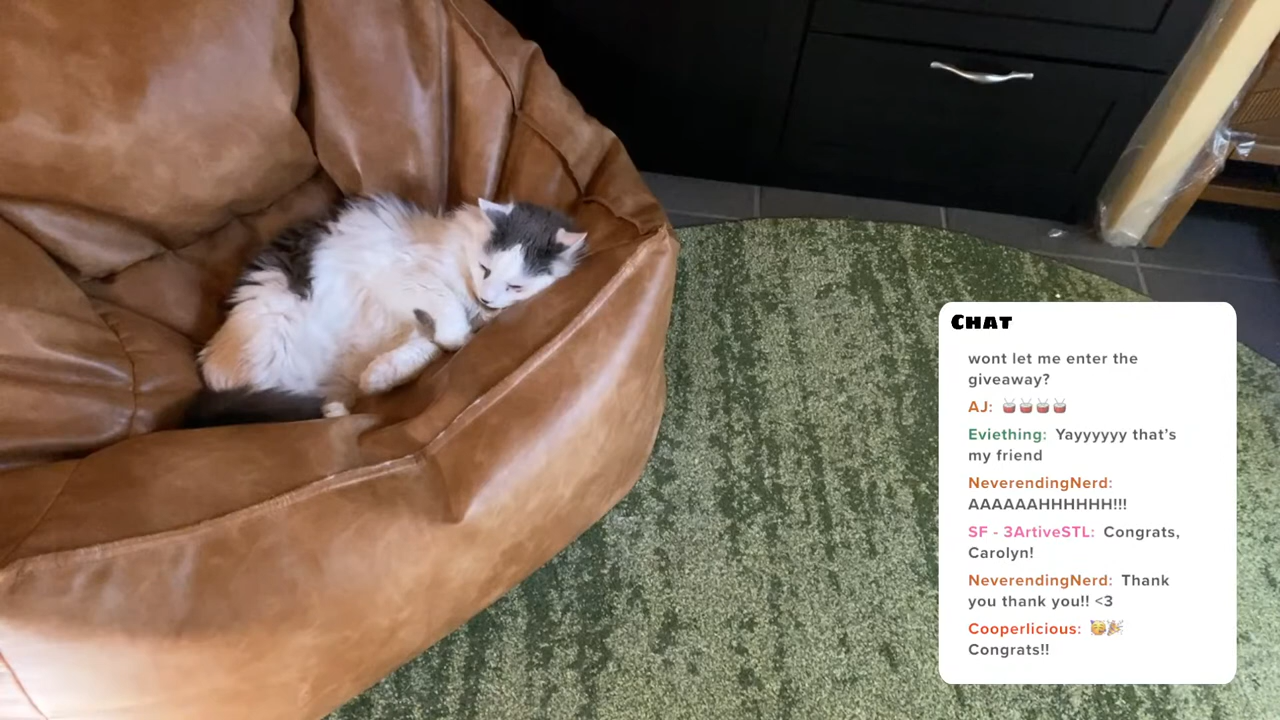 Chat
wont let me enter the
giveaway?
AJ: 🥁🥁🥁🥁
Eviething: Yayyyyyy that's
my friend
NeverendingNerd:
AAAAAAHHHHHH!!!
SF - 3ArtiveSTL: Congrats,
Carolyn!
NeverendingNerd: Thank
you thank you!! <3
Cooperlicious: 🥳🎉
Congrats!!